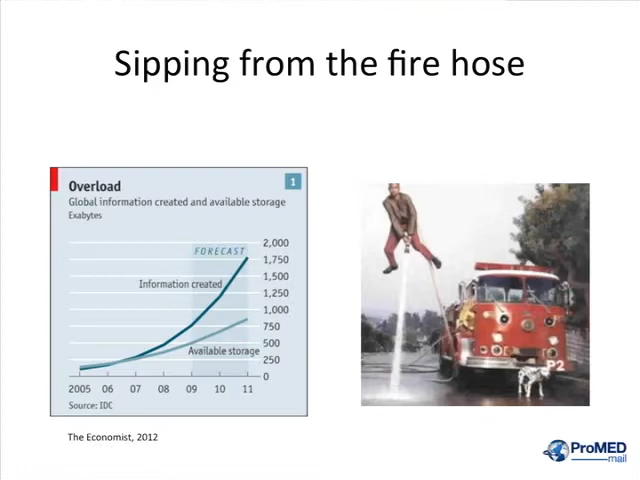 Sipping from the fire hose
Overload
1
Global information created and available storage
Exabytes
FORECAST
2,000
1,750
Information created
1,500
1,250
1,000
750
500
Available storage
250
0
2005 06 07 08 09 10 11
Source: IDC
P2
The Economist, 2012
ProMED
mail